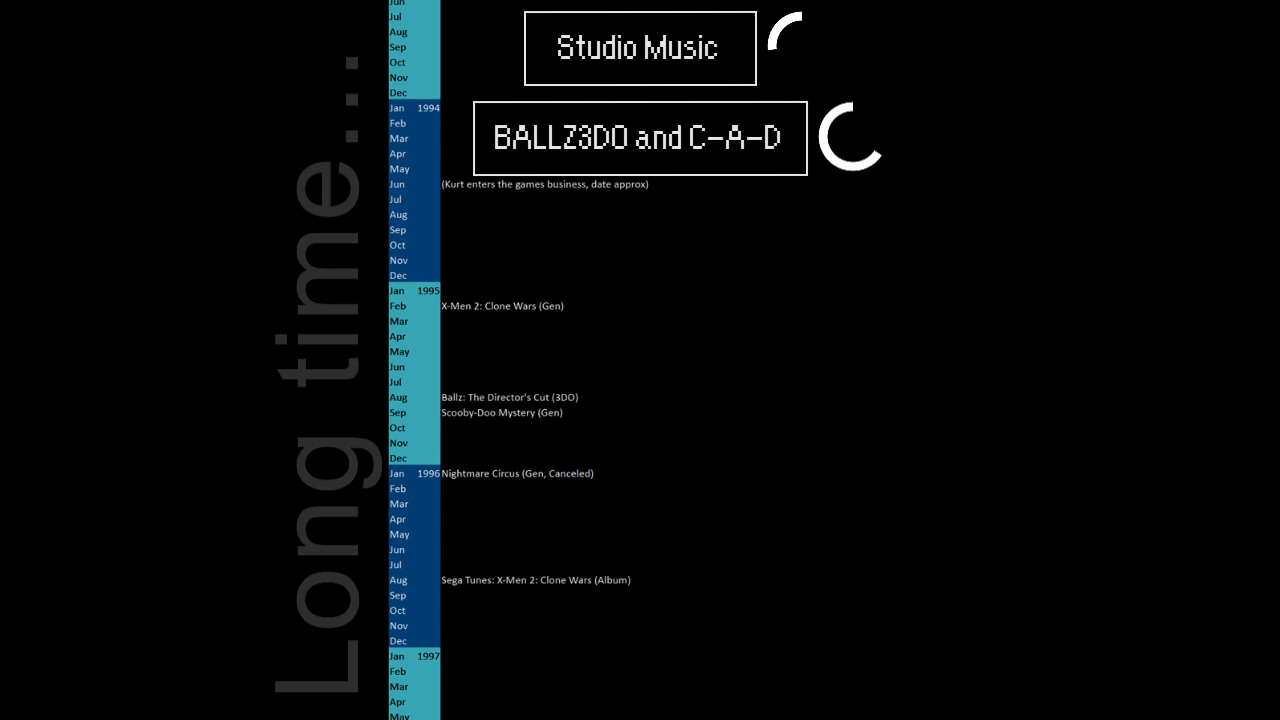 Long time...
Jun
Jul
Aug
Sep
Oct
Nov
Dec
Studio Music
BALLZ3DO and C-A-D
Jan 1994
Feb
Mar
Apr
May
Jun (Kurt enters the games business, date approx)
Jul
Aug
Sep
Oct
Nov
Dec
Jan 1995
Feb X-Men 2: Clone Wars (Gen)
Mar
Apr
May
Jun
Jul
Aug Ballz: The Director's Cut (3DO)
Sep Scooby-Doo Mystery (Gen)
Oct
Nov
Dec
Jan 1996 Nightmare Circus (Gen, Canceled)
Feb
Mar
Apr
May
Jun
Jul
Aug Sega Tunes: X-Men 2: Clone Wars (Album)
Sep
Oct
Nov
Dec
Jan 1997
Feb
Mar
Apr
May